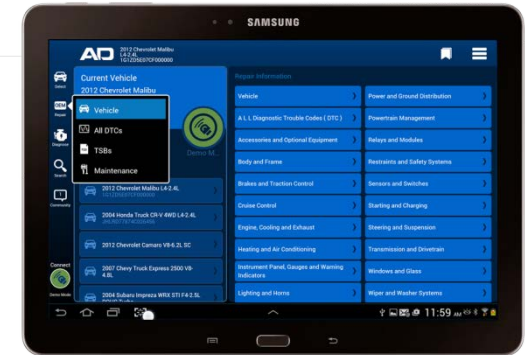 SAMSUNG
AD
2012 Chevrolet Malibu
L4-2.4L
1G1ZD5E07CF000000
Select
OEM
Repair
Diagnose
Search
Community
Connect
Demo Mode
Current Vehicle
2012 Chevrolet Malibu
Vehicle
All DTCs
TSBs
Maintenance
Demo M...
2012 Chevrolet Malibu L4-2.4L
2004 Honda Truck CR-V 4WD L4-2.4L
2012 Chevrolet Camaro V8-6.2L SC
2007 Chevy Truck Express 2500 V8-
4.8L
2004 Subaru Impreza WRX STI F4-2.5L
Repair Information
Vehicle
A L L Diagnostic Trouble Codes ( DTC )
Accessories and Optional Equipment
Body and Frame
Brakes and Traction Control
Cruise Control
Engine, Cooling and Exhaust
Heating and Air Conditioning
Instrument Panel, Gauges and Warning
Indicators
Lighting and Horns
Power and Ground Distribution
Powertrain Management
Relays and Modules
Restraints and Safety Systems
Sensors and Switches
Starting and Charging
Steering and Suspension
Transmission and Drivetrain
Windows and Glass
Wiper and Washer Systems
11:59 AM